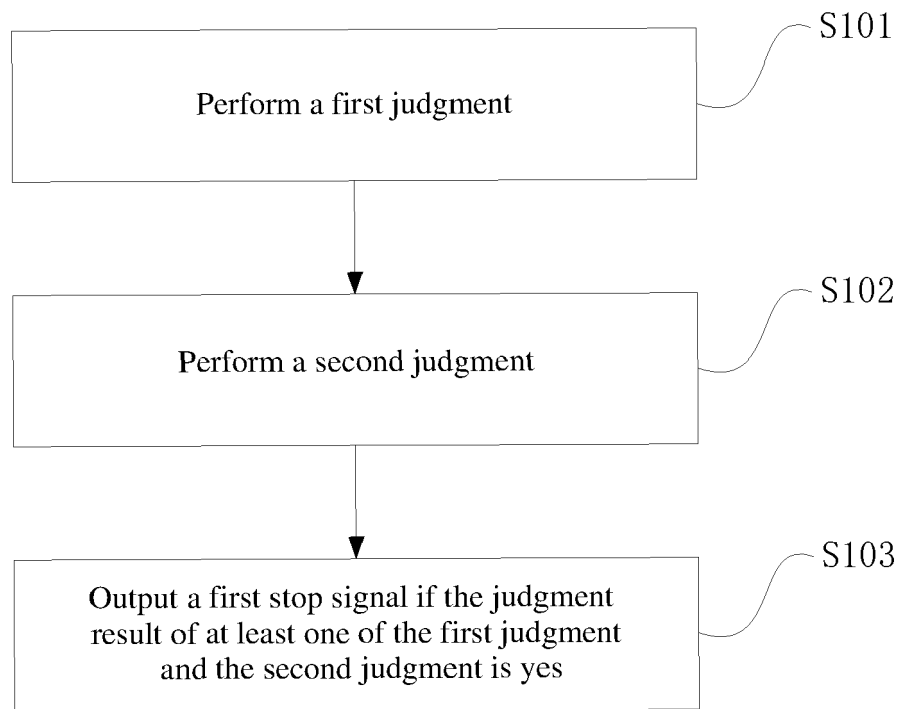 S101
Perform a first judgment
S102
Perform a second judgment
S103
Output a first stop signal if the judgment
result of at least one of the first judgment
and the second judgment is yes